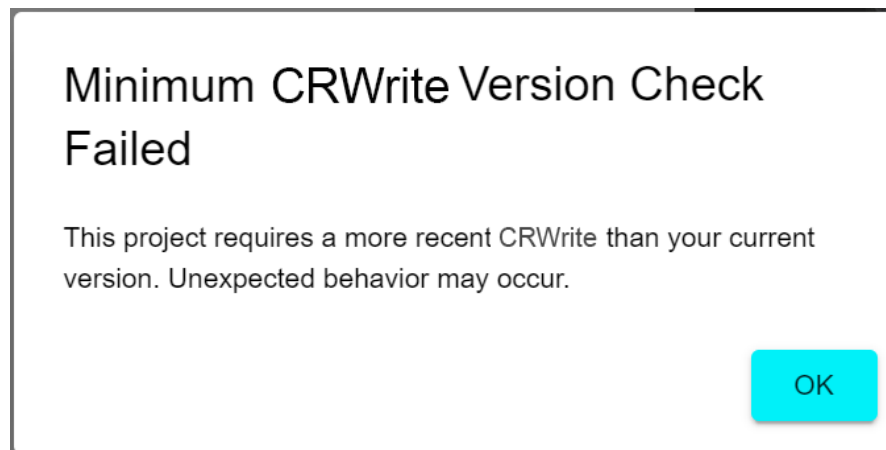 Minimum CRWrite Version Check
Failed
This project requires a more recent CRWrite than your current
version. Unexpected behavior may occur.
OK